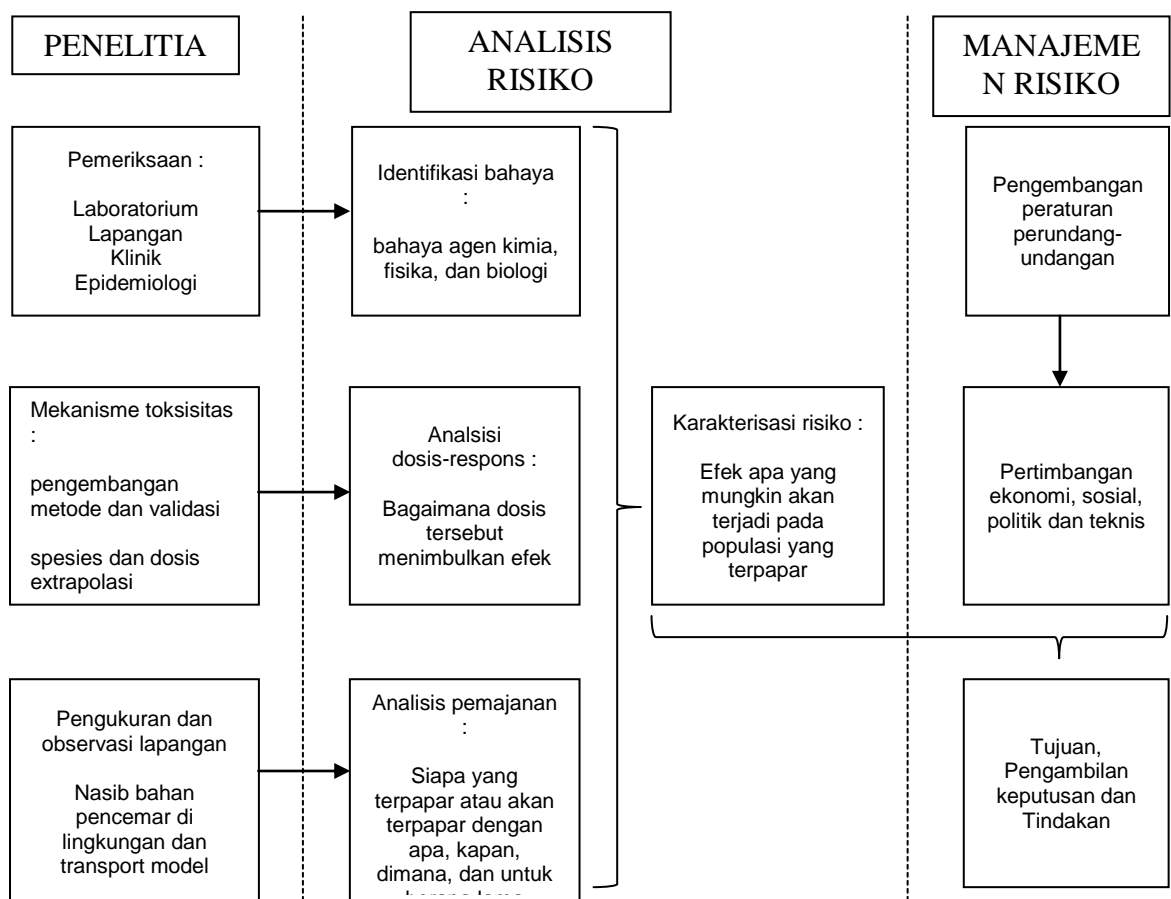 PENELITIA
ANALISIS
RISIKO
MANAJEME
N RISIKO
Pemeriksaan :
Laboratorium
Lapangan
Klinik
Epidemiologi
Identifikasi bahaya
:
bahaya agen kimia,
fisika, dan biologi
Pengembangan
peraturan
perundang-
undangan
Mekanisme toksisitas
:
pengembangan
metode dan validasi
spesies dan dosis
extrapolasi
Analsisi
dosis-respons :
Bagaimana dosis
tersebut
menimbulkan efek
Karakterisasi risiko :
Efek apa yang
mungkin akan
terjadi pada
populasi yang
terpapar
Pertimbangan
ekonomi, sosial,
politik dan teknis
Pengukuran dan
observasi lapangan
Nasib bahan
pencemar di
lingkungan dan
transport model
Analisis pemajanan
:
Siapa yang
terpapar atau akan
terpapar dengan
apa, kapan,
dimana, dan untuk
Tujuan,
Pengambilan
keputusan dan
Tindakan